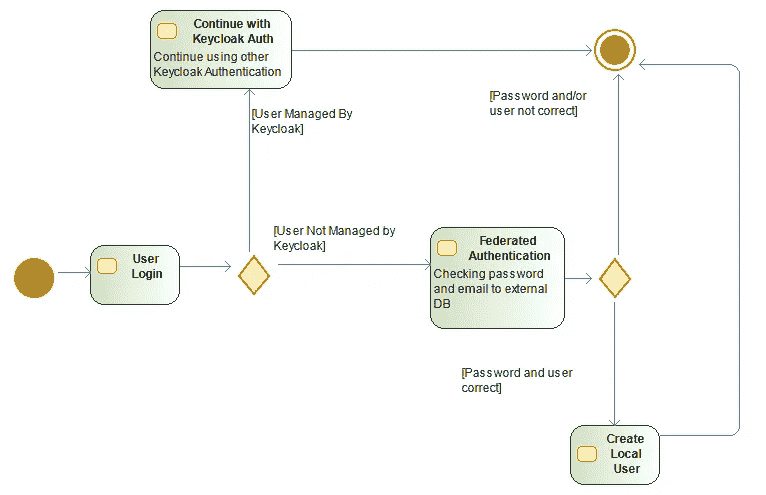 Continue with
Keycloak Auth
Continue using other
Keycloak Authentication
[Password and/or
user not correct]
[User Managed By
Keycloak]
[User Not Managed by
Keycloak]
User
Login
Federated
Authentication
Checking password
and email to external
DB
[Password and user
correct]
Create
Local
User